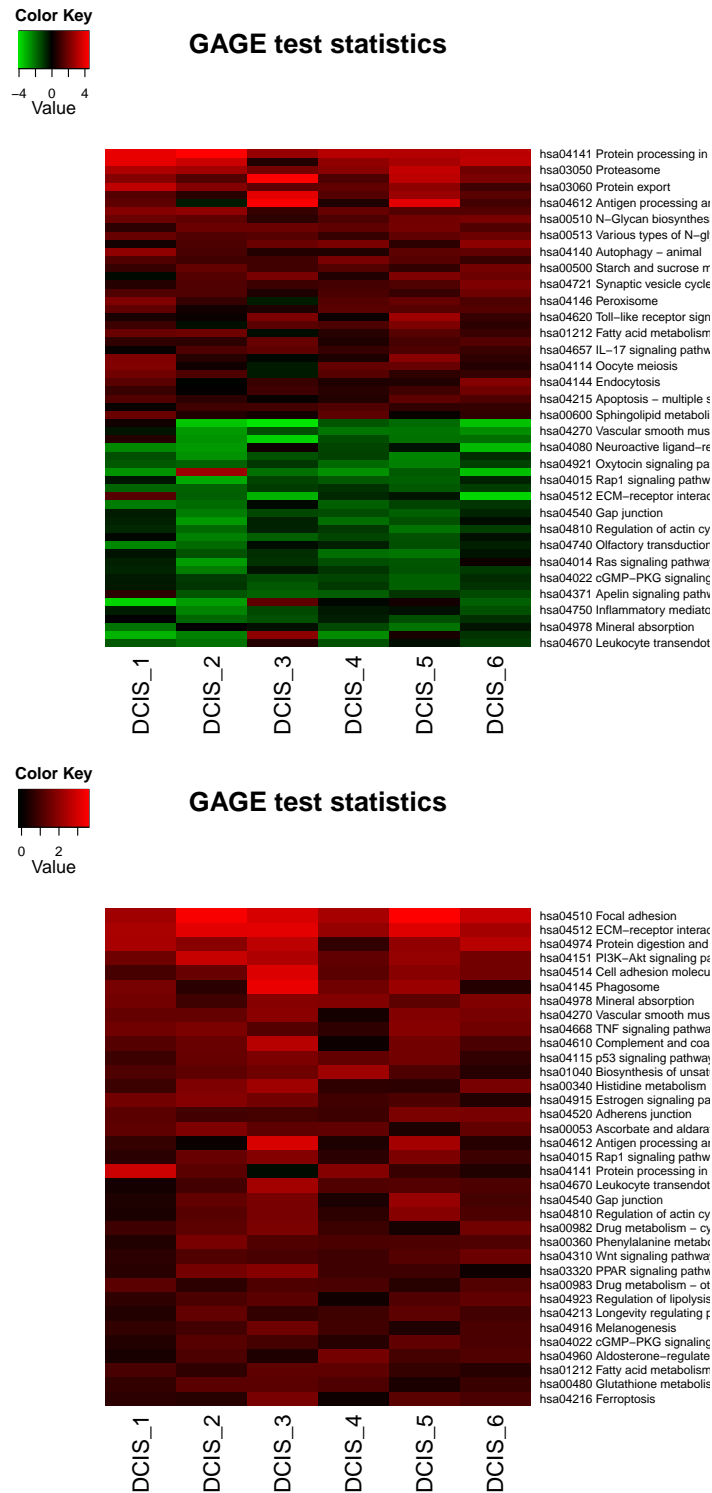 Color Key
GAGE test statistics
−4 0 4
Value
hsa04141 Protein processing in
hsa03050 Proteasome
hsa03060 Protein export
hsa04612 Antigen processing a
hsa00510 N−Glycan biosynthes
hsa00513 Various types of N−gl
hsa04140 Autophagy − animal
hsa00500 Starch and sucrose m
hsa04721 Synaptic vesicle cycle
hsa04146 Peroxisome
hsa04620 Toll−like receptor sign
hsa01212 Fatty acid metabolism
hsa04657 IL−17 signaling pathw
hsa04114 Oocyte meiosis
hsa04144 Endocytosis
hsa04215 Apoptosis − multiple s
hsa00600 Sphingolipid metaboli
hsa04270 Vascular smooth mus
hsa04080 Neuroactive ligand−re
hsa04921 Oxytocin signaling pa
hsa04015 Rap1 signaling pathw
hsa04512 ECM−receptor interac
hsa04540 Gap junction
hsa04810 Regulation of actin cy
hsa04740 Olfactory transduction
hsa04014 Ras signaling pathway
hsa04022 cGMP−PKG signaling
hsa04371 Apelin signaling pathw
hsa04750 Inflammatory mediato
hsa04978 Mineral absorption
hsa04670 Leukocyte transendot
DCIS_1 DCIS_2 DCIS_3 DCIS_4 DCIS_5 DCIS_6
Color Key
GAGE test statistics
0 2
Value
hsa04510 Focal adhesion
hsa04512 ECM−receptor interac
hsa04974 Protein digestion and
hsa04151 PI3K−Akt signaling pa
hsa04514 Cell adhesion molecu
hsa04145 Phagosome
hsa04978 Mineral absorption
hsa04270 Vascular smooth mus
hsa04668 TNF signaling pathwa
hsa04610 Complement and coa
hsa04115 p53 signaling pathway
hsa01040 Biosynthesis of unsat
hsa00340 Histidine metabolism
hsa04915 Estrogen signaling pa
hsa04520 Adherens junction
hsa00053 Ascorbate and aldara
hsa04612 Antigen processing a
hsa04015 Rap1 signaling pathw
hsa04141 Protein processing in
hsa04670 Leukocyte transendot
hsa04540 Gap junction
hsa04810 Regulation of actin cy
hsa00982 Drug metabolism − cy
hsa00360 Phenylalanine metabo
hsa04310 Wnt signaling pathway
hsa03320 PPAR signaling pathw
hsa00983 Drug metabolism − ot
hsa04923 Regulation of lipolysis
hsa04213 Longevity regulating p
hsa04916 Melanogenesis
hsa04022 cGMP−PKG signaling
hsa04960 Aldosterone−regulate
hsa01212 Fatty acid metabolism
hsa00480 Glutathione metabolis
hsa04216 Ferroptosis
DCIS_1 DCIS_2 DCIS_3 DCIS_4 DCIS_5 DCIS_6